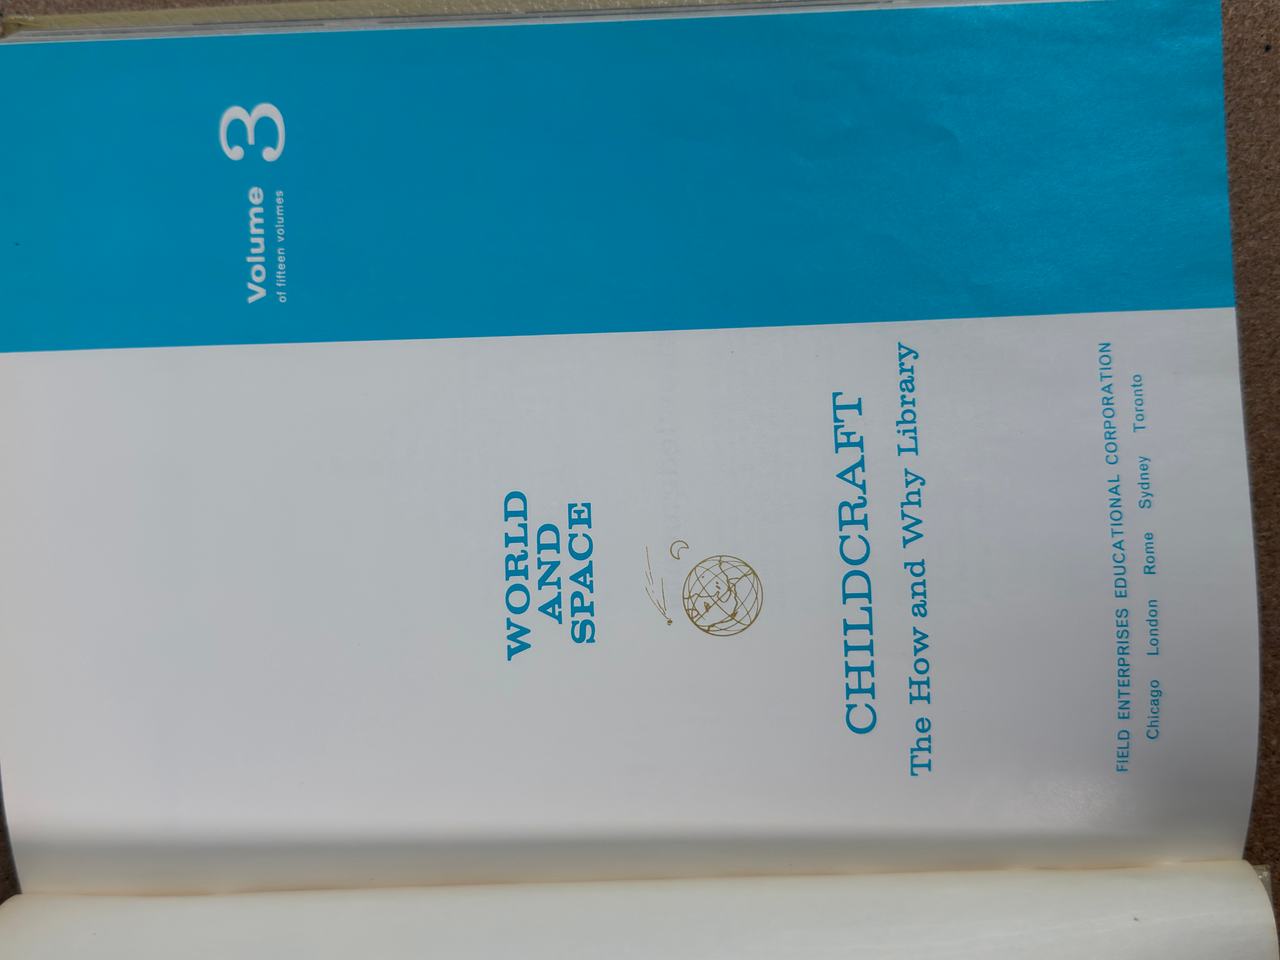 Volume 3
of fifteen volumes
WORLD
AND
SPACE
CHILDCRAFT
The How and Why Library
FIELD ENTERPRISES EDUCATIONAL CORPORATION
Chicago London Rome Sydney Toronto